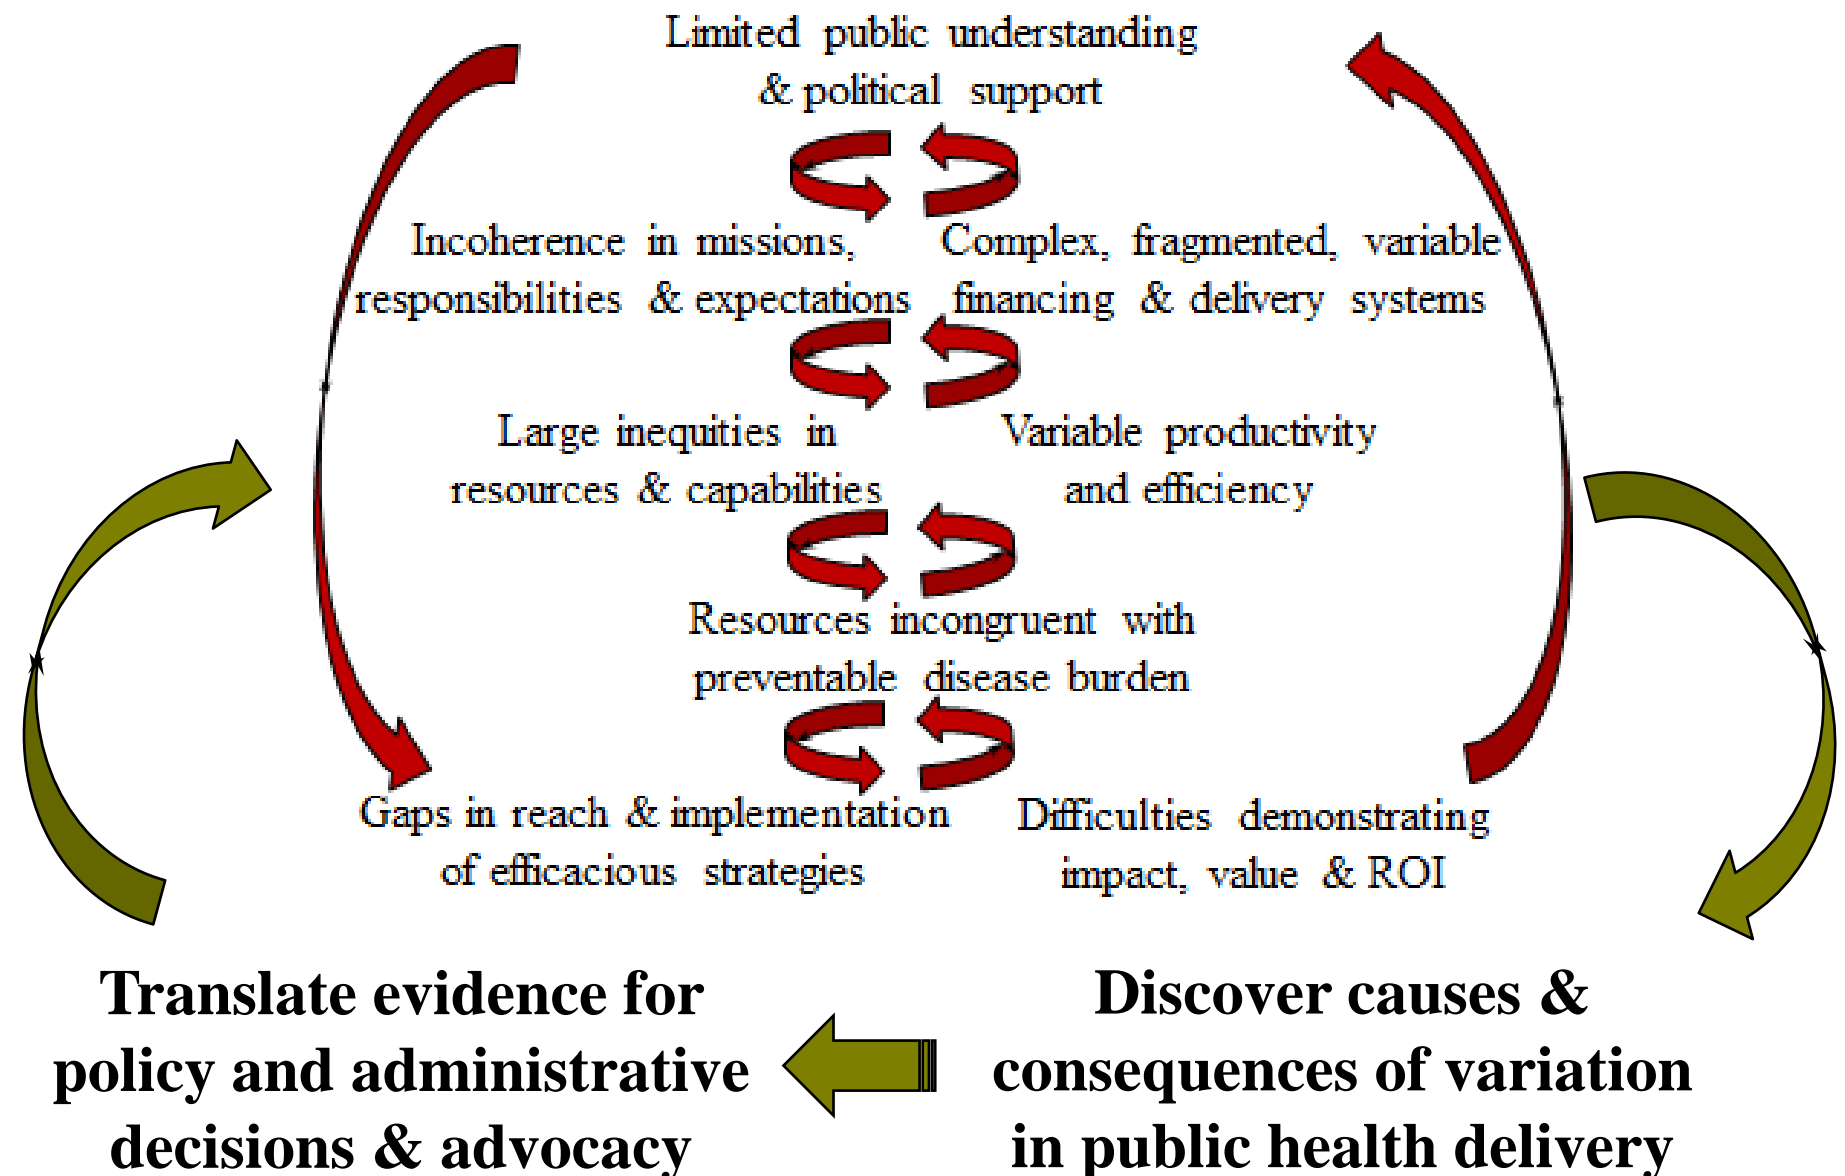 Limited public understanding
& political support
Incoherence in missions,
responsibilities & expectations
Complex, fragmented, variable
financing & delivery systems
Large inequities in
resources & capabilities
Variable productivity
and efficiency
Resources incongruent with
preventable disease burden
Gaps in reach & implementation
of efficacious strategies
Difficulties demonstrating
impact, value & ROI
Translate evidence for
policy and administrative
decisions & advocacy
Discover causes &
consequences of variation
in public health delivery